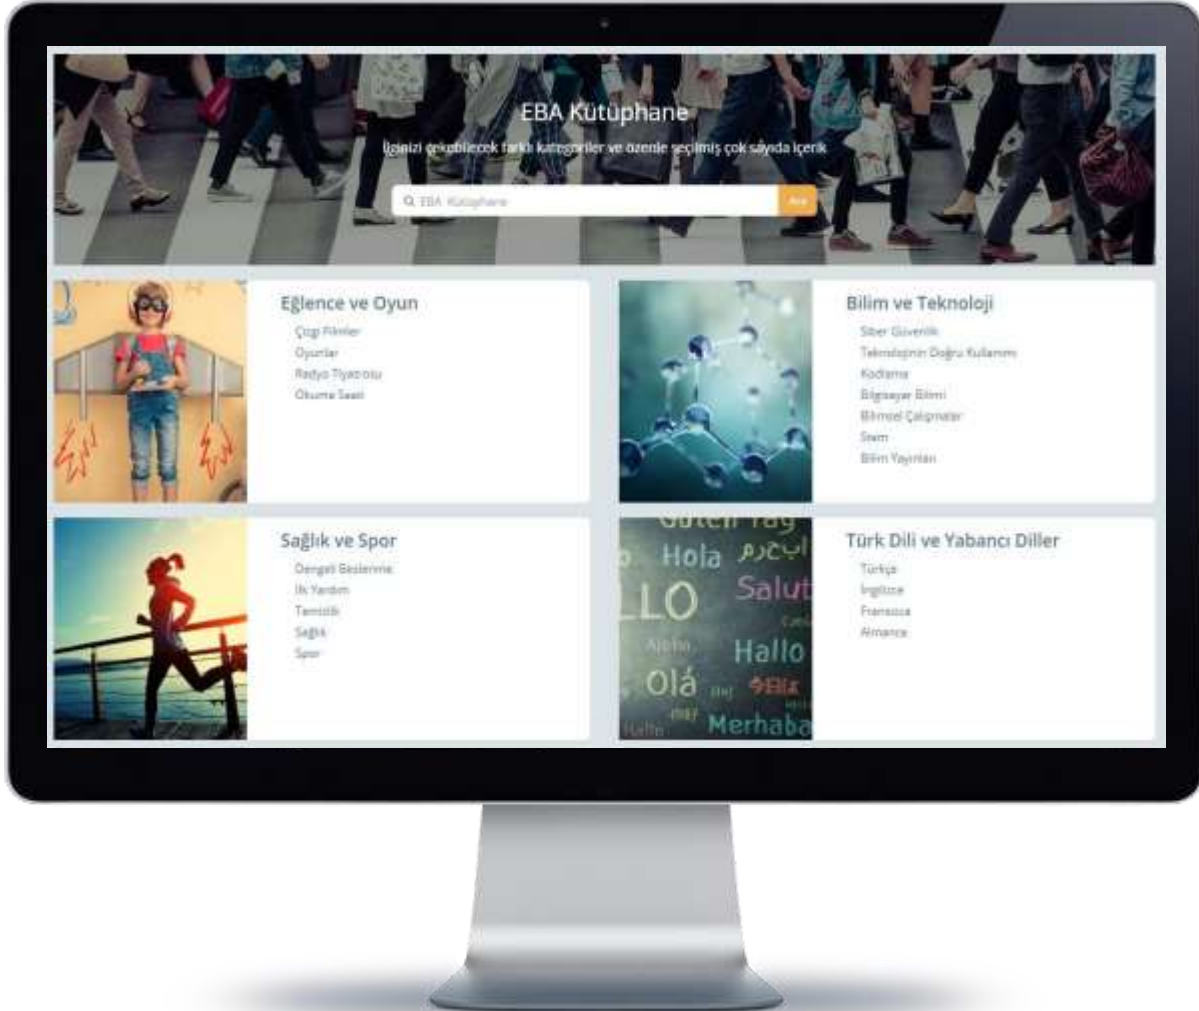 EBA Kütüphane
İlginizi çekebilecek farklı kategoriler ve özenle seçilmiş çok sayıda içerik
EBA Kütüphane
Ara
Eğlence ve Oyun
Çizgi Filmler
Oyunlar
Radyo Tiyatrosu
Okuma Saati
Bilim ve Teknoloji
Siber Güvenlik
Teknolojinin Doğru Kullanımı
Kodlama
Bilgisayar Bilimi
Bilimsel Çalışmalar
Stem
Bilim Yayınları
Sağlık ve Spor
Dengeli Beslenme
İlk Yardım
Temizlik
Sağlık
Spor
Guten Tag
Hola
LLO
Salut
Hallo
Olá
Merhaba
Türk Dili ve Yabancı Diller
Türkçe
İngilizce
Fransızca
Almanca